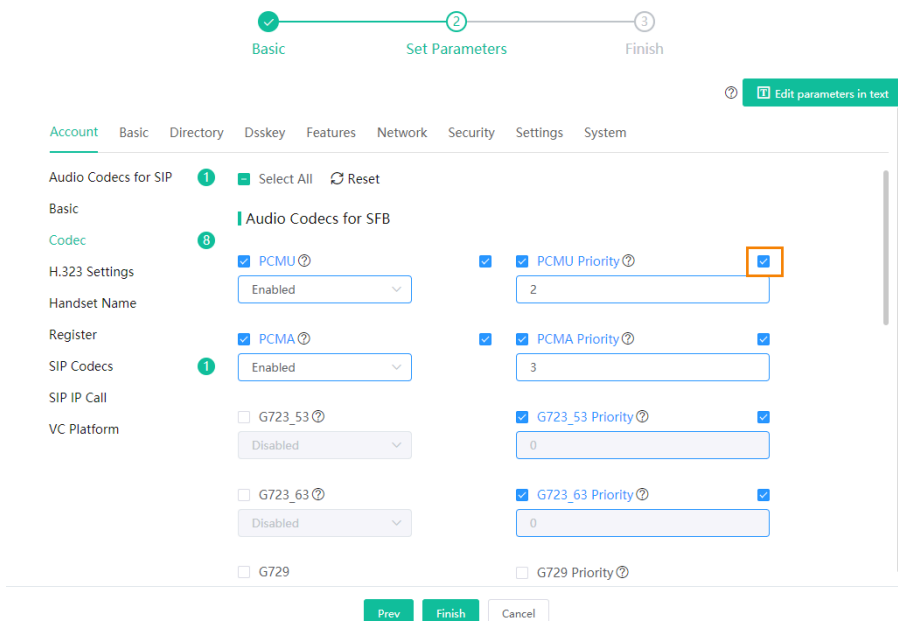 2 3
Basic Set Parameters Finish
Edit parameters in text
Account Basic Directory Dsskey Features Network Security Settings System
Audio Codecs for SIP 1
Basic
Codec 8
H.323 Settings
Handset Name
Register
SIP Codecs 1
SIP IP Call
VC Platform
Select All Reset
Audio Codecs for SFB
PCMU PCMU Priority
Enabled 2
PCMA PCMA Priority
Enabled 3
G723_53 G723_53 Priority
Disabled 0
G723_63 G723_63 Priority
Disabled 0
G729 G729 Priority
Prev Finish Cancel